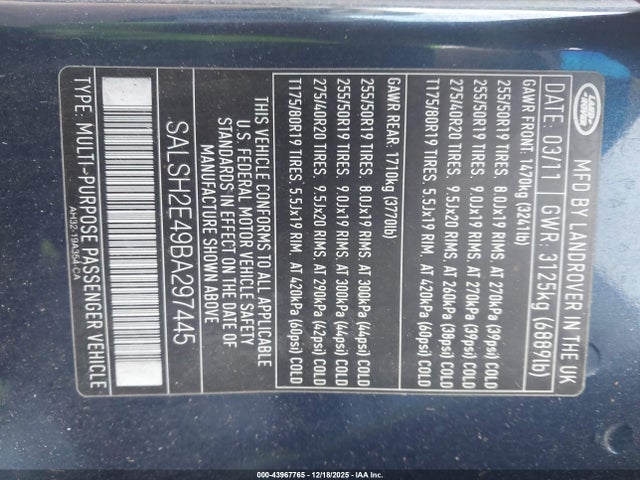 LAND-
ROVER
MFD BY LANDROVER IN THE UK
DATE: 03/11 GWR: 3125kg (6889lb)
GAWR FRONT: 1470kg (3241lb)
255/50R19 TIRES. 8.0Jx19 RIMS, AT 270kPa (39psi) COLD
255/50R19 TIRES. 9.0Jx19 RIMS, AT 270kPa (39psi) COLD
275/40R20 TIRES. 9.5Jx20 RIMS, AT 260kPa (38psi) COLD
T175/80R19 TIRES. 5.5Jx19 RIM, AT 420kPa (60psi) COLD
GAWR REAR: 1710kg (3770lb)
255/50R19 TIRES. 8.0Jx19 RIMS, AT 300kPa (44psi) COLD
255/50R19 TIRES. 9.0Jx19 RIMS, AT 300kPa (44psi) COLD
275/40R20 TIRES. 9.5Jx20 RIMS, AT 290kPa (42psi) COLD
T175/80R19 TIRES. 5.5Jx19 RIM, AT 420kPa (60psi) COLD
THIS VEHICLE CONFORMS TO ALL APPLICABLE
U.S. FEDERAL MOTOR VEHICLE SAFETY
STANDARDS IN EFFECT ON THE DATE OF
MANUFACTURE SHOWN ABOVE
SALSH2E49BA297445
TYPE: MULTI-PURPOSE PASSENGER VEHICLE
AH32-19A354-CA
000-43967765 - 12/18/2025 - IAA Inc.